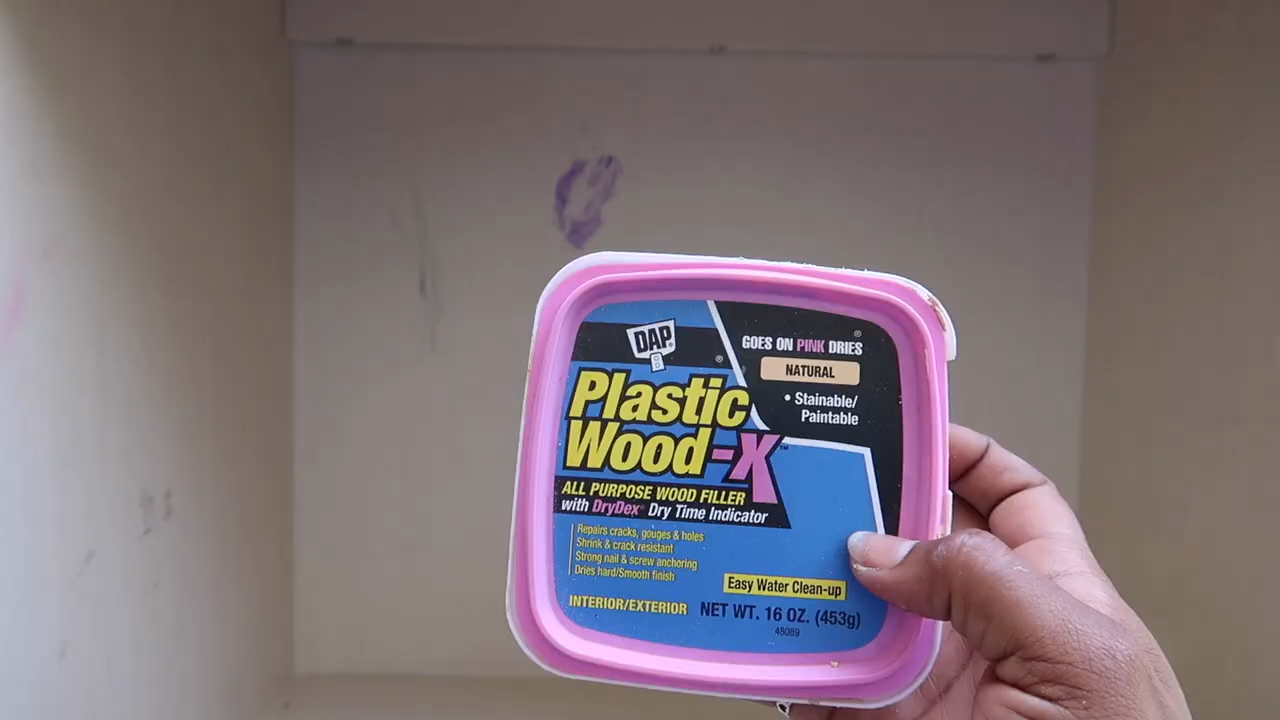 DAP®
GOES ON PINK DRIES®
NATURAL
• Stainable/
Paintable
Plastic
Wood-X™
ALL PURPOSE WOOD FILLER
with DryDex® Dry Time Indicator
Repairs cracks, gouges & holes
Shrink & crack resistant
Strong nail & screw anchoring
Dries hard/Smooth finish
Easy Water Clean-up
INTERIOR/EXTERIOR
NET WT. 16 OZ. (453g)
48089